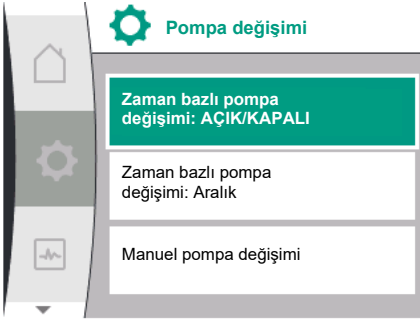 Pompa değişimi
Zaman bazlı pompa
değişimi: AÇIK/KAPALI
Zaman bazlı pompa
değişimi: Aralık
Manuel pompa değişimi